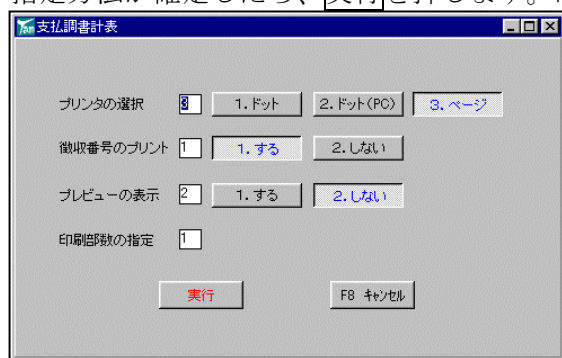 指定方法が確定したら、実行を押します。
Tam 支払調書計表
プリンタの選択 3 1.ドット 2.ドット(PC) 3.ページ
徴収番号のプリント 1 1.する 2.しない
プレビューの表示 2 1.する 2.しない
印刷部数の指定 1
実行 F8 キャンセル